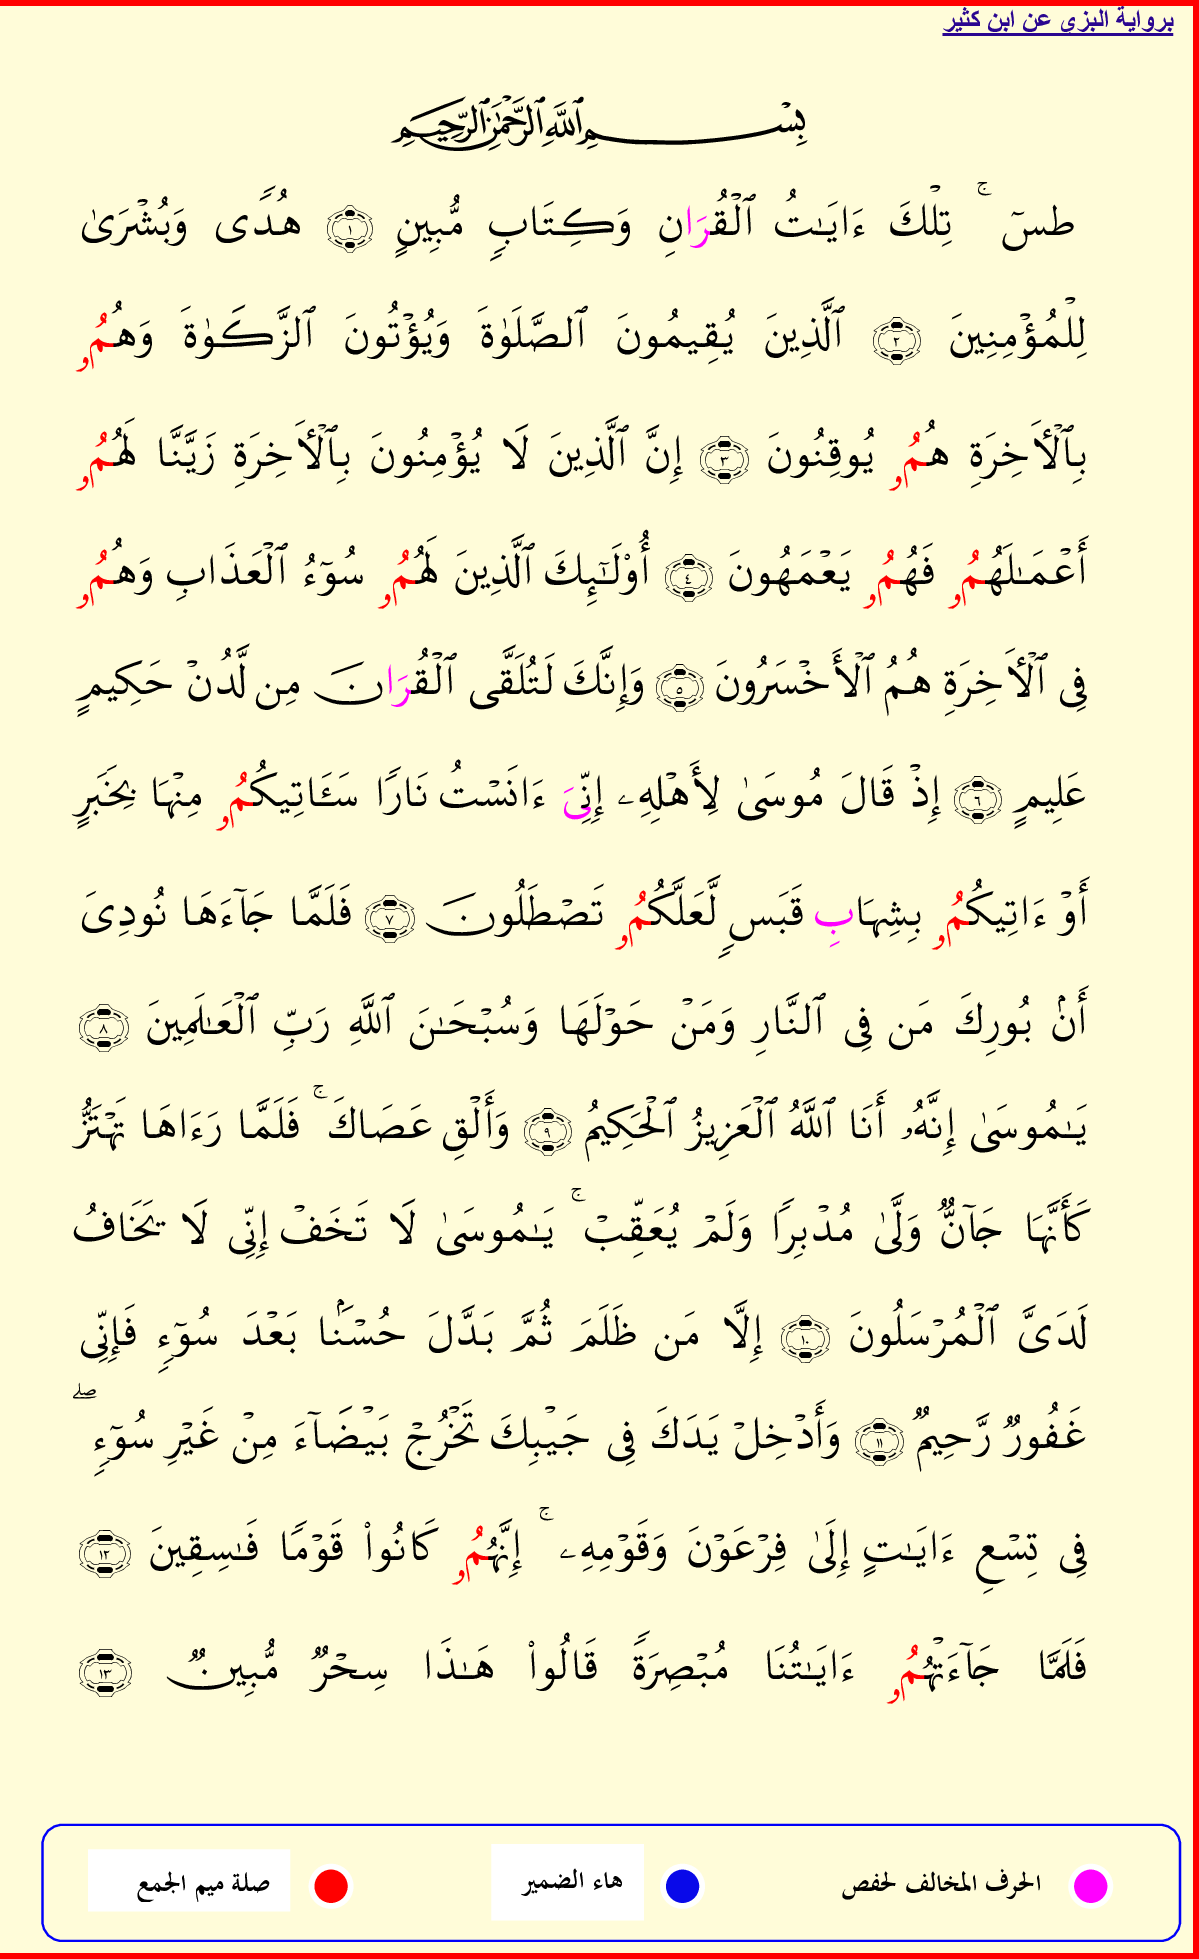 برواية البزي عن ابن كثير
بِسْمِ ٱللَّهِ ٱلرَّحْمَٰنِ ٱلرَّحِيمِ
طسٓ ۚ تِلْكَ ءَايَـٰتُ ٱلْقُرَانِ وَكِتَابٍ مُّبِينٍ ١ هُدًى وَبُشْرَىٰ
لِلْمُؤْمِنِينَ ٢ ٱلَّذِينَ يُقِيمُونَ ٱلصَّلَوٰةَ وَيُؤْتُونَ ٱلزَّكَوٰةَ وَهُمُۥ
بِٱلْأَخِرَةِ هُمُۥ يُوقِنُونَ ٣ إِنَّ ٱلَّذِينَ لَا يُؤْمِنُونَ بِٱلْأَخِرَةِ زَيَّنَّا لَهُمُۥ
أَعْمَـٰلَهُمُۥ فَهُمُۥ يَعْمَهُونَ ٤ أُوْلَـٰٓئِكَ ٱلَّذِينَ لَهُمُۥ سُوٓءُ ٱلْعَذَابِ وَهُمُۥ
فِى ٱلْأَخِرَةِ هُمُ ٱلْأَخْسَرُونَ ٥ وَإِنَّكَ لَتُلَقَّى ٱلْقُرَانَ مِن لَّدُنْ حَكِيمٍ
عَلِيمٍ ٦ إِذْ قَالَ مُوسَىٰ لِأَهْلِهِۦ إِنِّىَ ءَانَسْتُ نَارًا سَـَٔاتِيكُمُۥ مِنْهَا بِخَبَرٍ
أَوْ ءَاتِيكُمُۥ بِشِهَابِ قَبَسٍ لَّعَلَّكُمُۥ تَصْطَلُونَ ٧ فَلَمَّا جَآءَهَا نُودِىَ
أَنۢ بُورِكَ مَن فِى ٱلنَّارِ وَمَنْ حَوْلَهَا وَسُبْحَـٰنَ ٱللَّهِ رَبِّ ٱلْعَـٰلَمِينَ ٨
يَـٰمُوسَىٰ إِنَّهُۥ أَنَا ٱللَّهُ ٱلْعَزِيزُ ٱلْحَكِيمُ ٩ وَأَلْقِ عَصَاكَ ۚ فَلَمَّا رَءَاهَا تَهْتَزُّ
كَأَنَّهَا جَآنٌّ وَلَّىٰ مُدْبِرًا وَلَمْ يُعَقِّبْ ۚ يَـٰمُوسَىٰ لَا تَخَفْ إِنِّى لَا يَخَافُ
لَدَىَّ ٱلْمُرْسَلُونَ ١٠ إِلَّا مَن ظَلَمَ ثُمَّ بَدَّلَ حُسْنَۢا بَعْدَ سُوٓءٍ فَإِنِّى
غَفُورٌ رَّحِيمٌ ١١ وَأَدْخِلْ يَدَكَ فِى جَيْبِكَ تَخْرُجْ بَيْضَآءَ مِنْ غَيْرِ سُوٓءٍ ۖ
فِى تِسْعِ ءَايَـٰتٍ إِلَىٰ فِرْعَوْنَ وَقَوْمِهِۦ ۚ إِنَّهُمُۥ كَانُوا۟ قَوْمًا فَـٰسِقِينَ ١٢
فَلَمَّا جَآءَتْهُمُۥ ءَايَـٰتُنَا مُبْصِرَةً قَالُوا۟ هَـٰذَا سِحْرٌ مُّبِينٌ ١٣
الحرف المخالف لحفص هاء الضمير صلة ميم الجمع